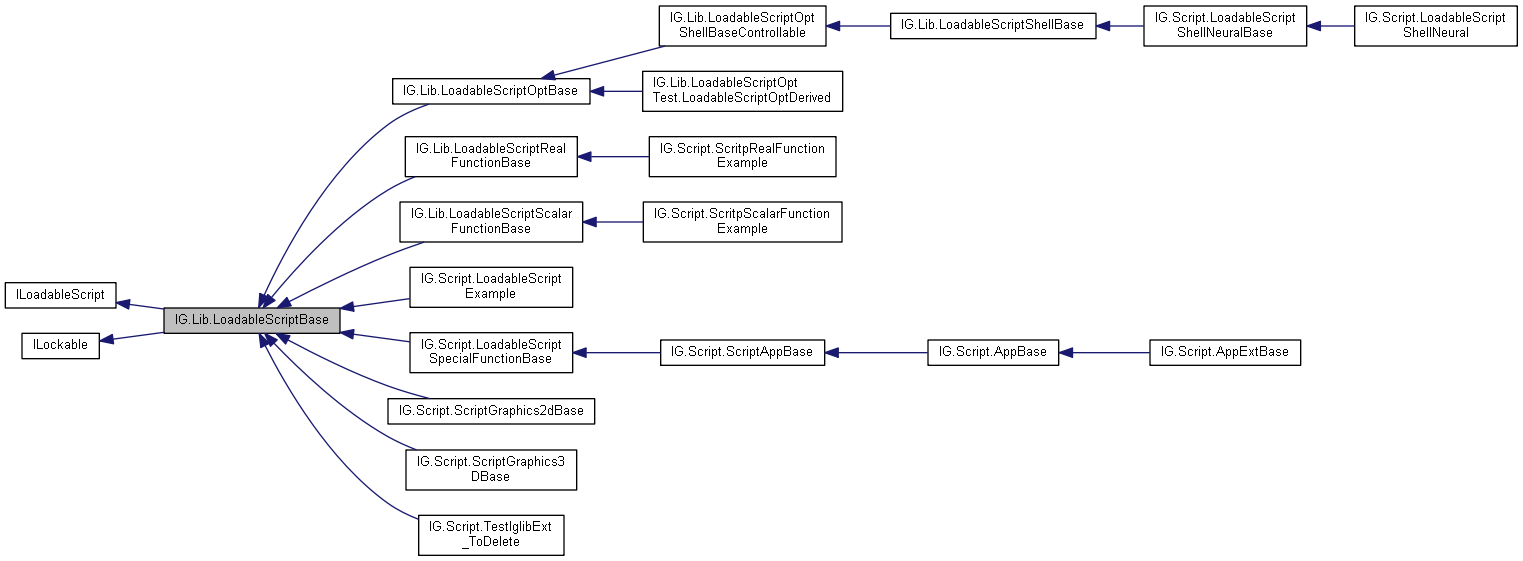 IG.Lib.LoadableScriptOpt
ShellBaseControllable
IG.Lib.LoadableScriptShellBase
IG.Script.LoadableScript
ShellNeuralBase
IG.Script.LoadableScript
ShellNeural
IG.Lib.LoadableScriptOptBase
IG.Lib.LoadableScriptOpt
Test.LoadableScriptOptDerived
IG.Lib.LoadableScriptReal
FunctionBase
IG.Script.ScritpRealFunction
Example
IG.Lib.LoadableScriptScalar
FunctionBase
IG.Script.ScritpScalarFunction
Example
ILoadableScript
IG.Script.LoadableScript
Example
IG.Lib.LoadableScriptBase
ILockable
IG.Script.LoadableScript
SpecialFunctionBase
IG.Script.ScriptAppBase
IG.Script.AppBase
IG.Script.AppExtBase
IG.Script.ScriptGraphics2dBase
IG.Script.ScriptGraphics3
DBase
IG.Script.TestIglibExt
_ToDelete